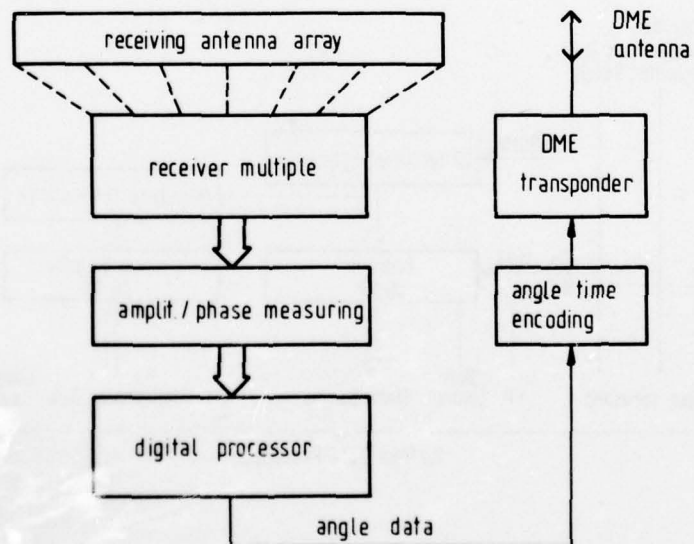 receiving antenna array
DME
antenna
receiver multiple
DME
transponder
amplit./phase measuring
angle time
encoding
digital processor
angle data